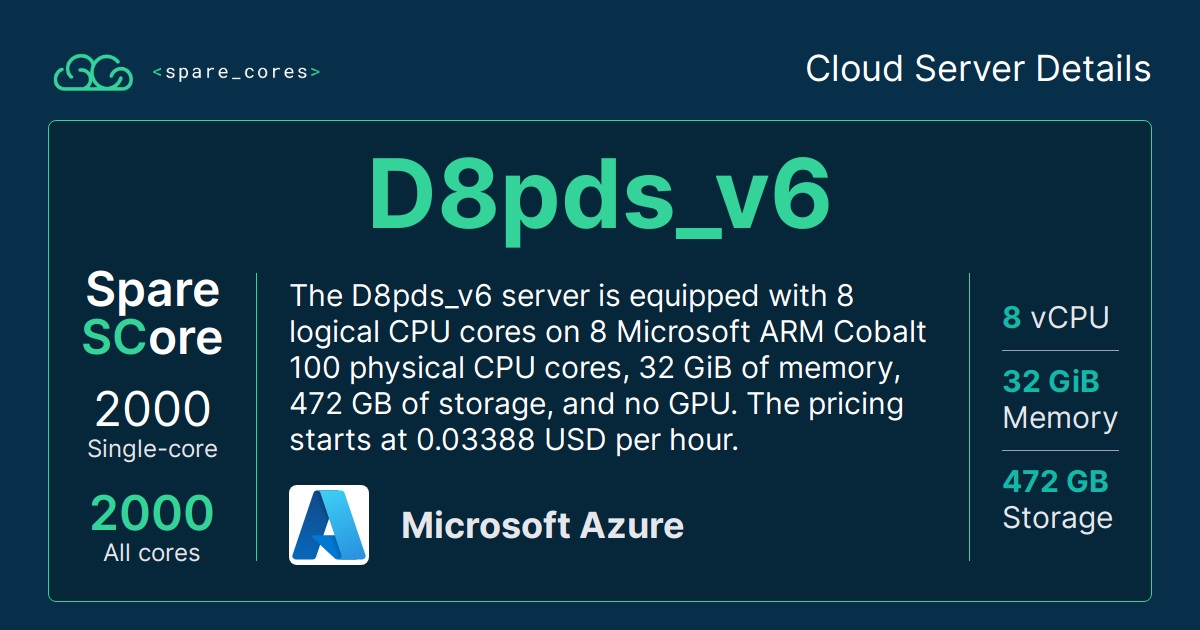 <spare_cores>
Cloud Server Details
D8pds_v6
Spare
SCore
2000
Single-core
2000
All cores
The D8pds_v6 server is equipped with 8
logical CPU cores on 8 Microsoft ARM Cobalt
100 physical CPU cores, 32 GiB of memory,
472 GB of storage, and no GPU. The pricing
starts at 0.03388 USD per hour.
Microsoft Azure
8 vCPU
32 GiB
Memory
472 GB
Storage